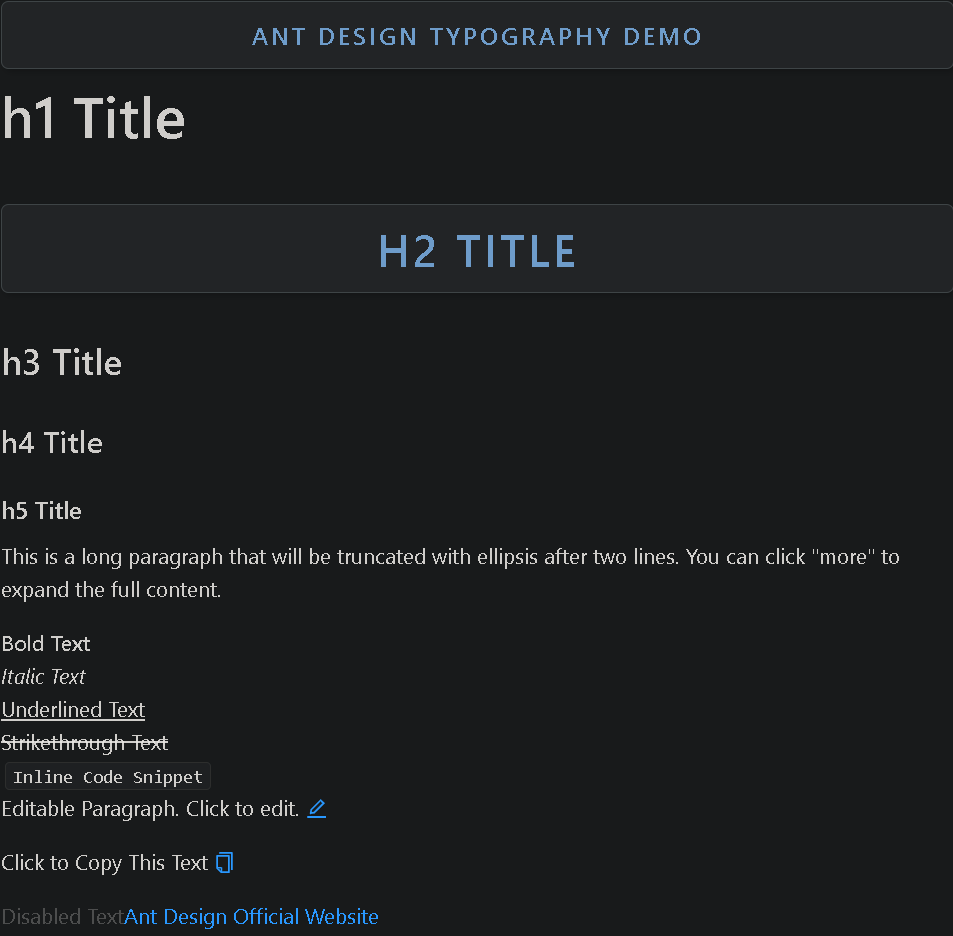 ANT DESIGN TYPOGRAPHY DEMO
h1 Title
H2 TITLE
h3 Title
h4 Title
h5 Title
This is a long paragraph that will be truncated with ellipsis after two lines. You can click "more" to
expand the full content.
Bold Text
Italic Text
Underlined Text
Strikethrough Text
Inline Code Snippet
Editable Paragraph. Click to edit.
Click to Copy This Text
Disabled TextAnt Design Official Website